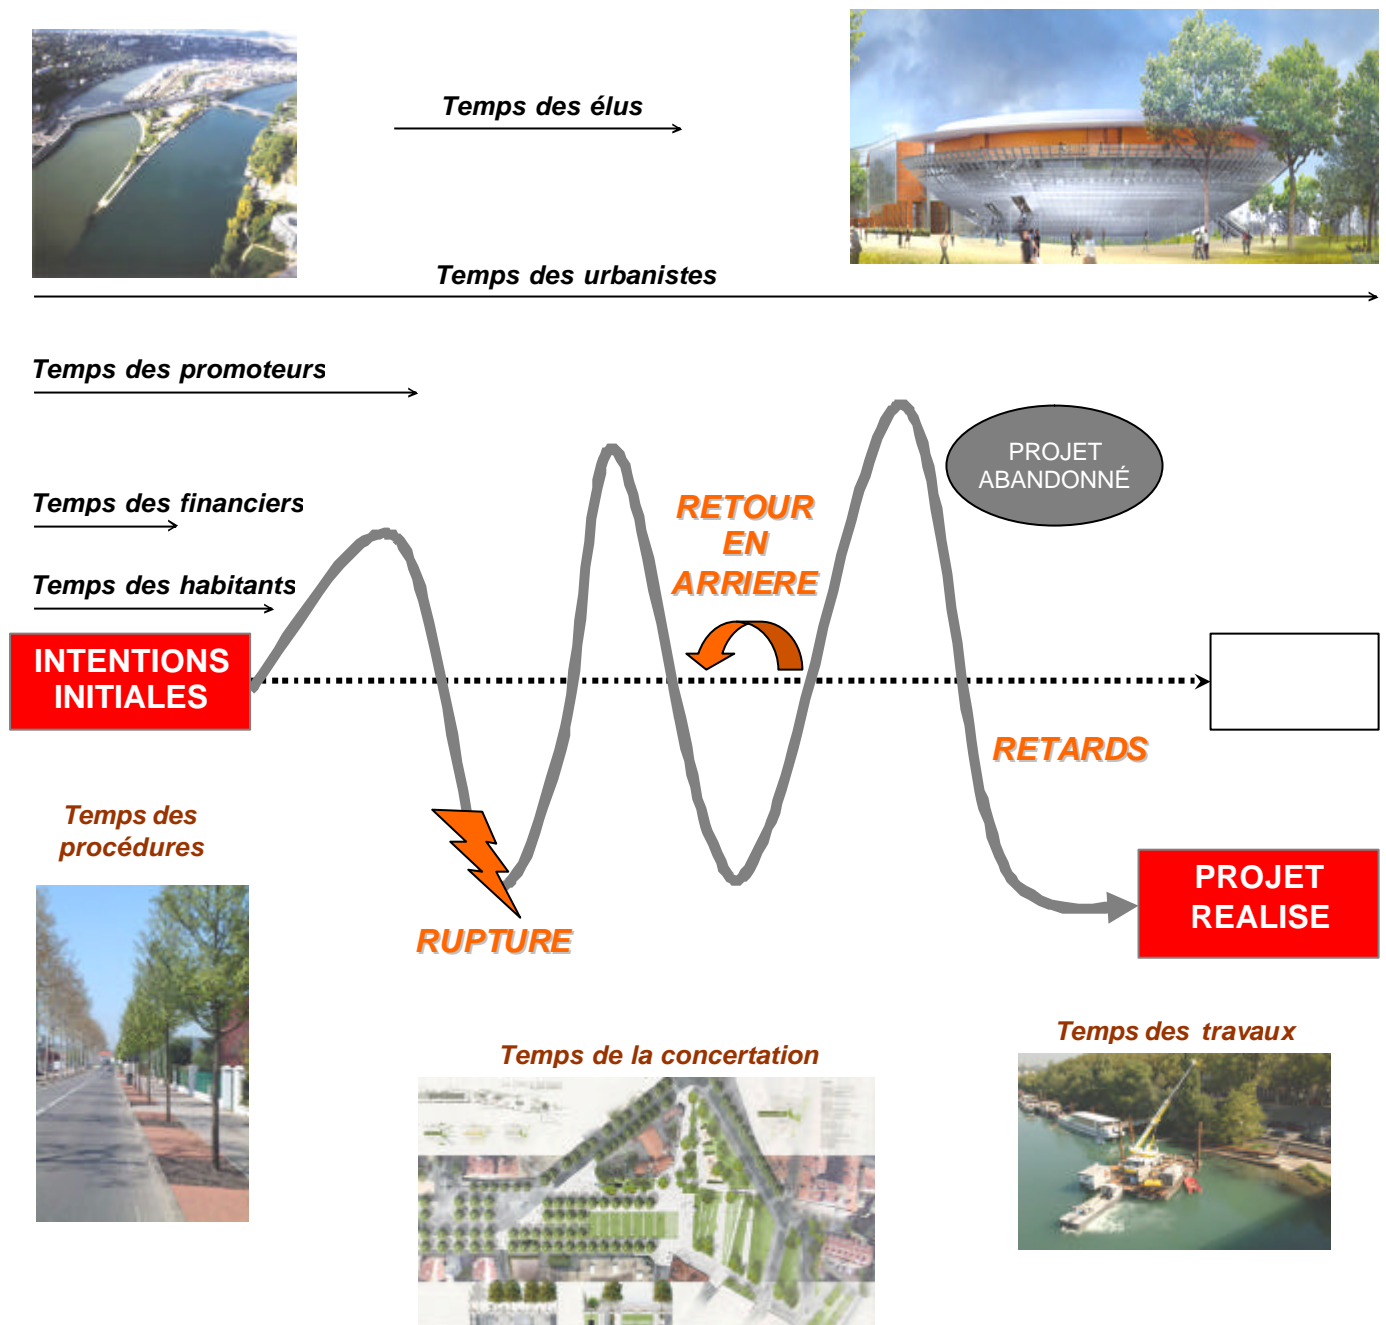 Temps des élus
Temps des urbanistes
Temps des promoteurs
Temps des financiers
Temps des habitants
PROJET
ABANDONNÉ
RETOUR
EN
ARRIERE
INTENTIONS
INITIALES
RETARDS
Temps des
procédures
PROJET
REALISE
RUPTURE
Temps de la concertation
Temps des travaux